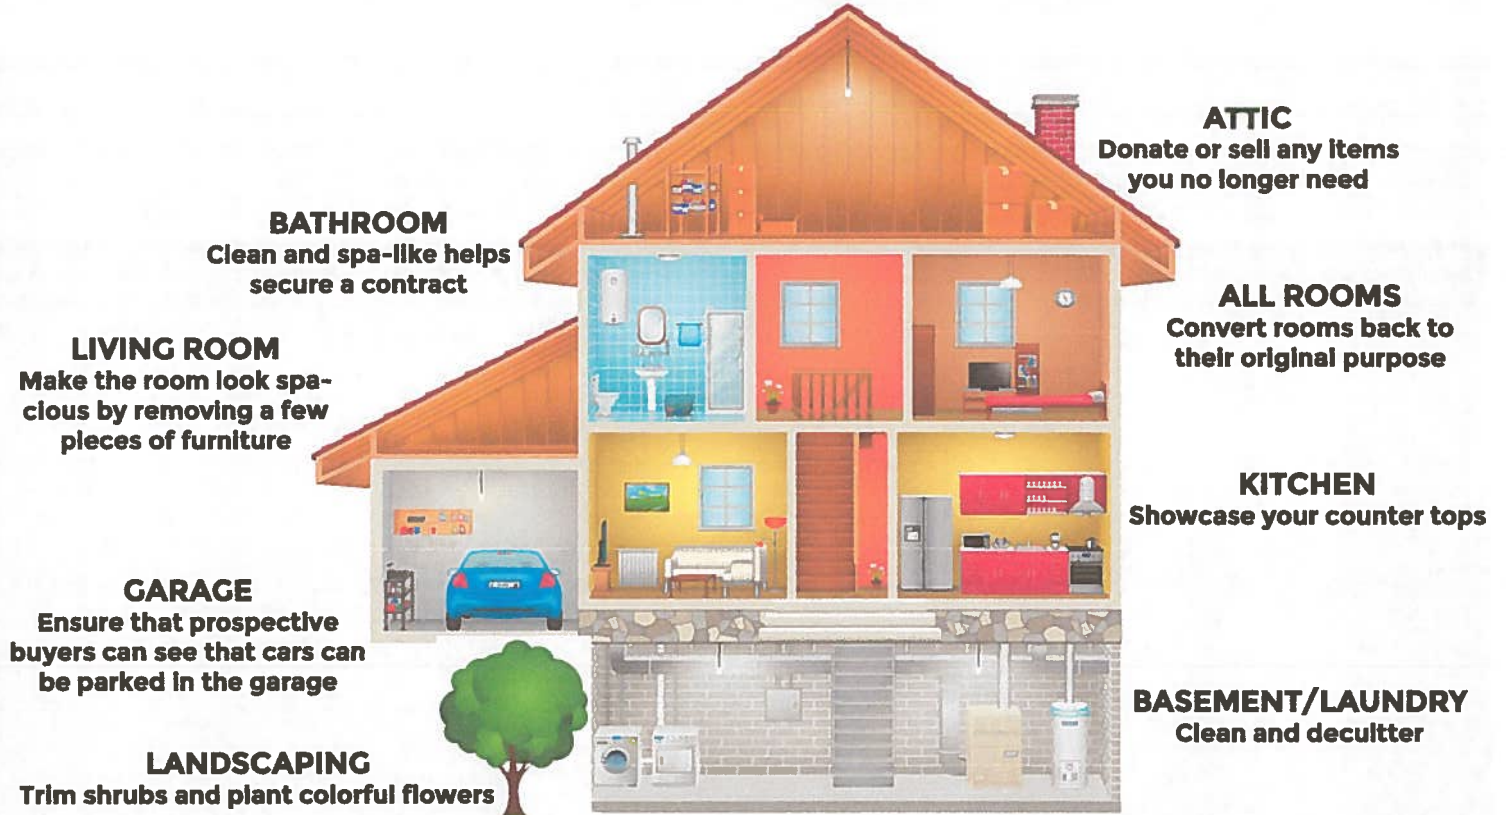 ATTIC
Donate or sell any items
you no longer need
BATHROOM
Clean and spa-like helps
secure a contract
ALL ROOMS
Convert rooms back to
their original purpose
LIVING ROOM
Make the room look spa-
cious by removing a few
pieces of furniture
KITCHEN
Showcase your counter tops
GARAGE
Ensure that prospective
buyers can see that cars can
be parked in the garage
BASEMENT/LAUNDRY
Clean and decultter
LANDSCAPING
Trim shrubs and plant colorful flowers